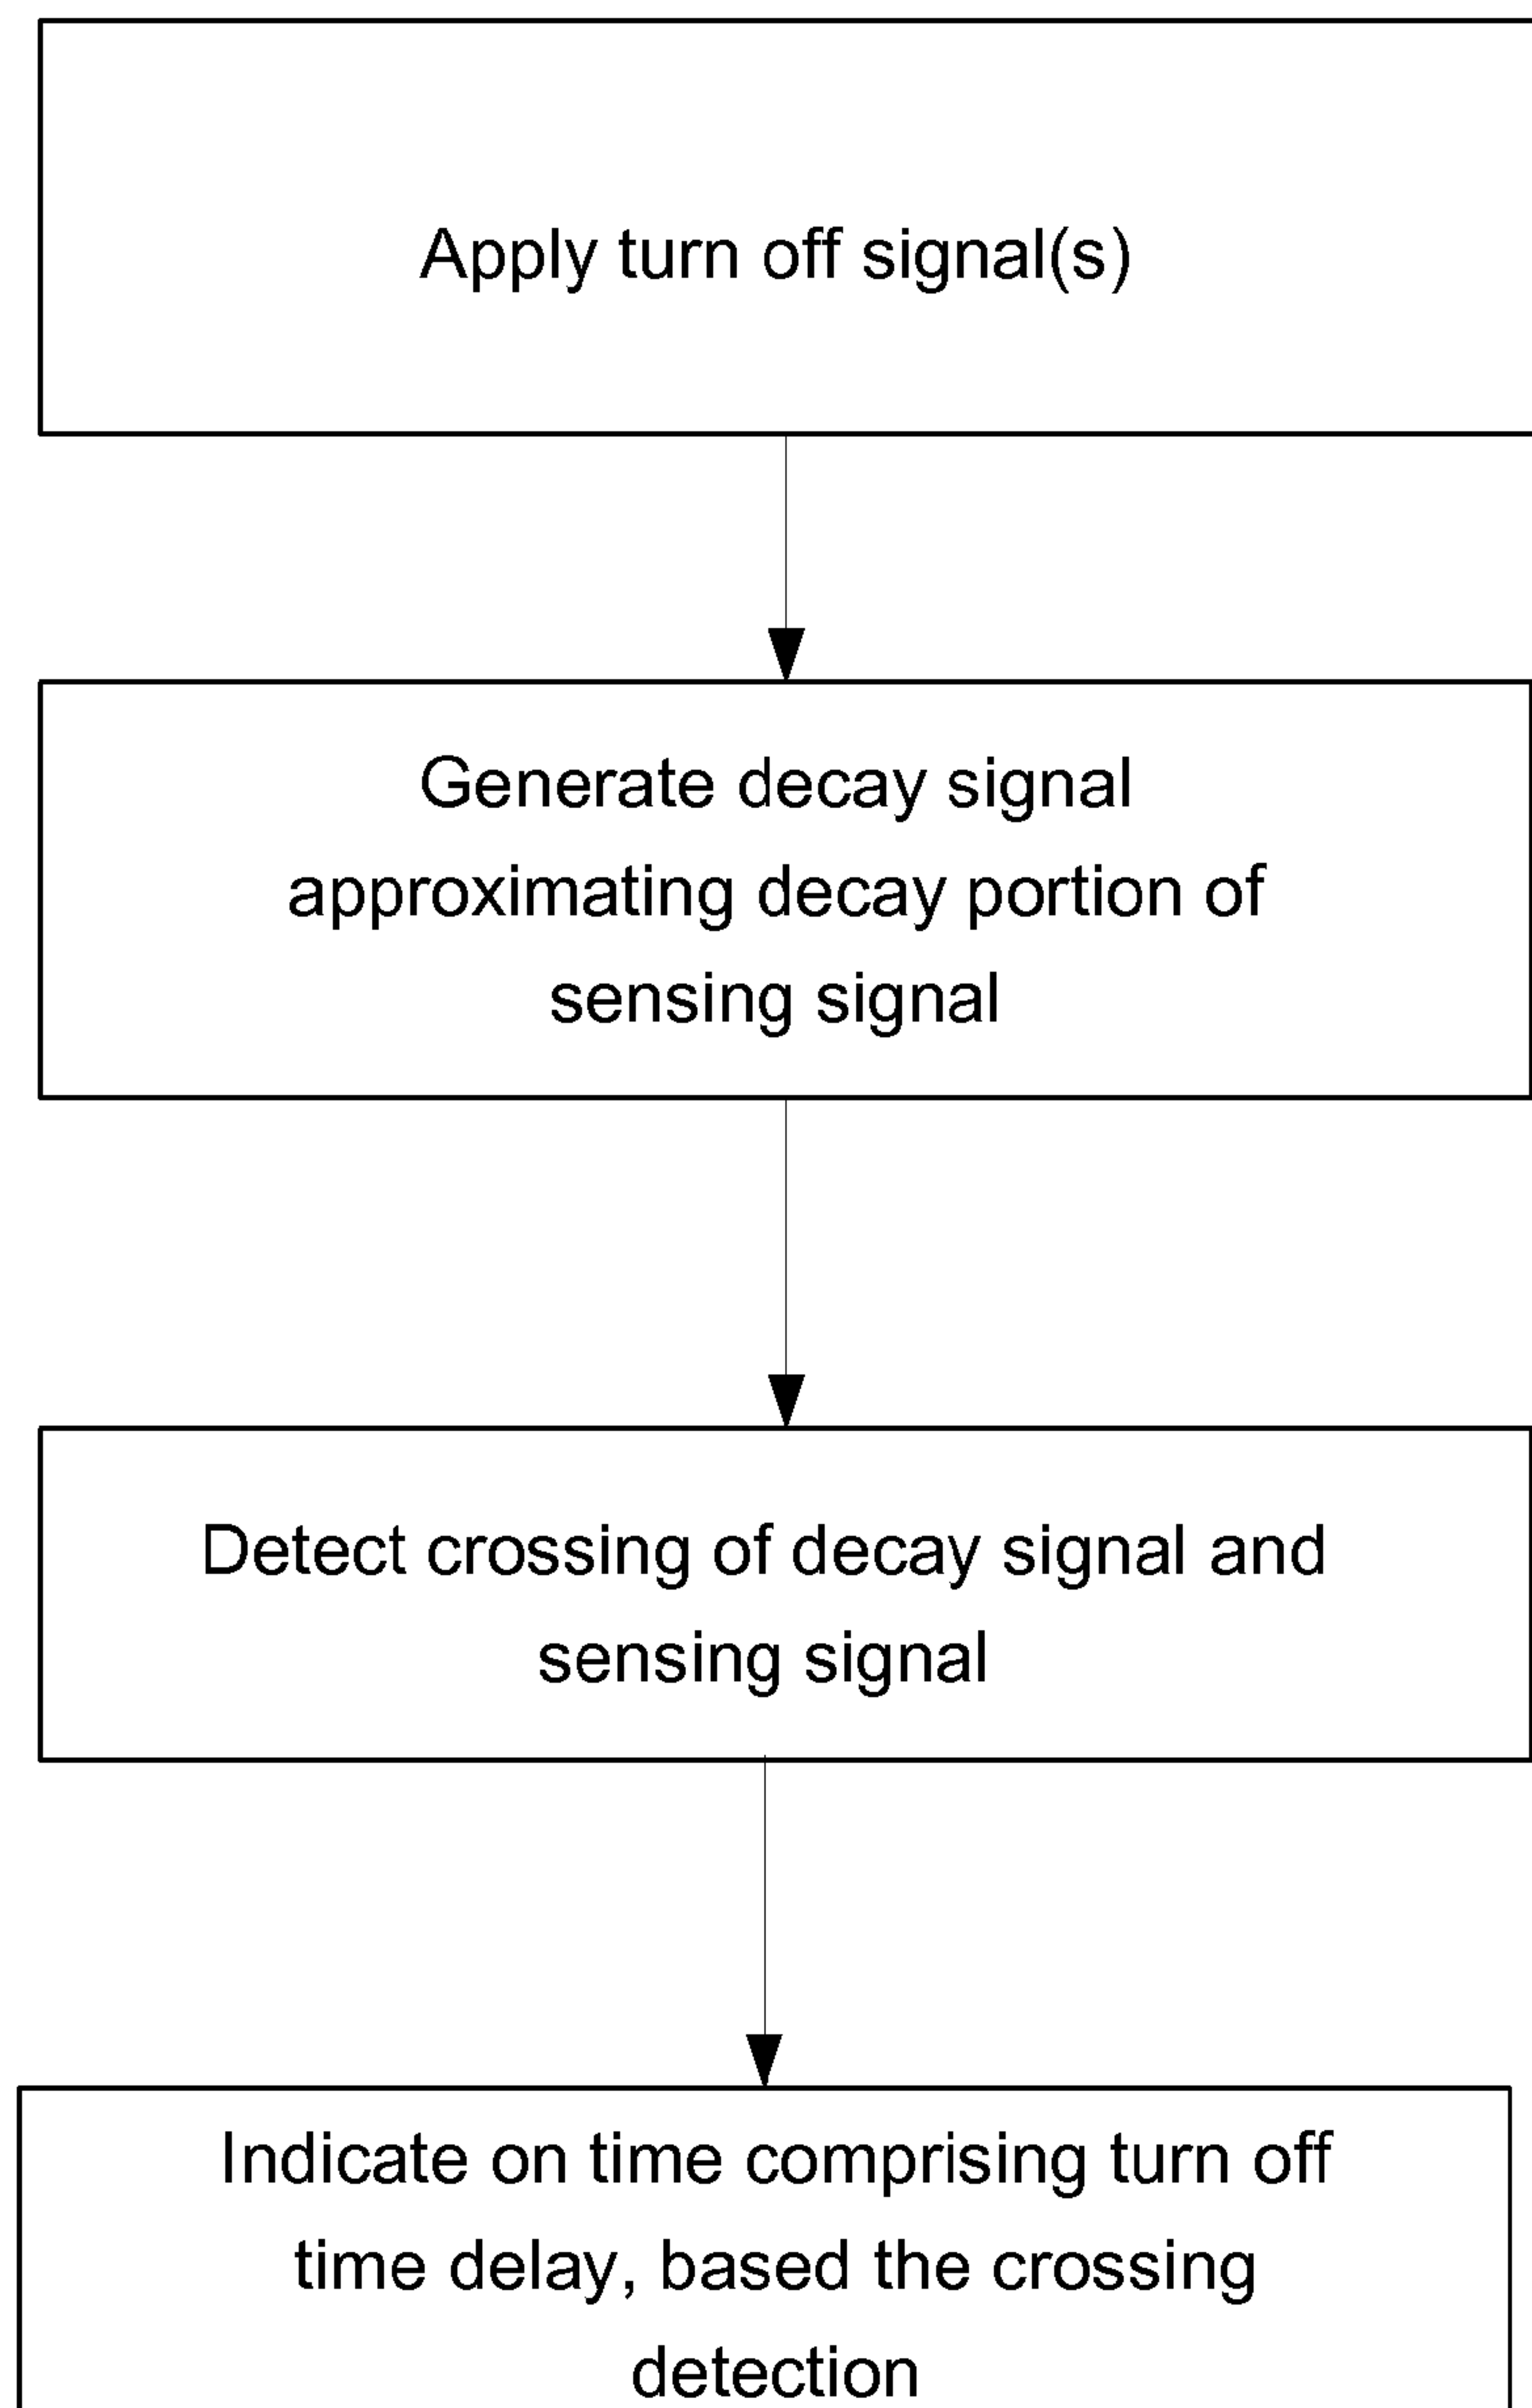 Apply turn off signal(s)
Generate decay signal
approximating decay portion of
sensing signal
Detect crossing of decay signal and
sensing signal
Indicate on time comprising turn off
time delay, based the crossing
detection